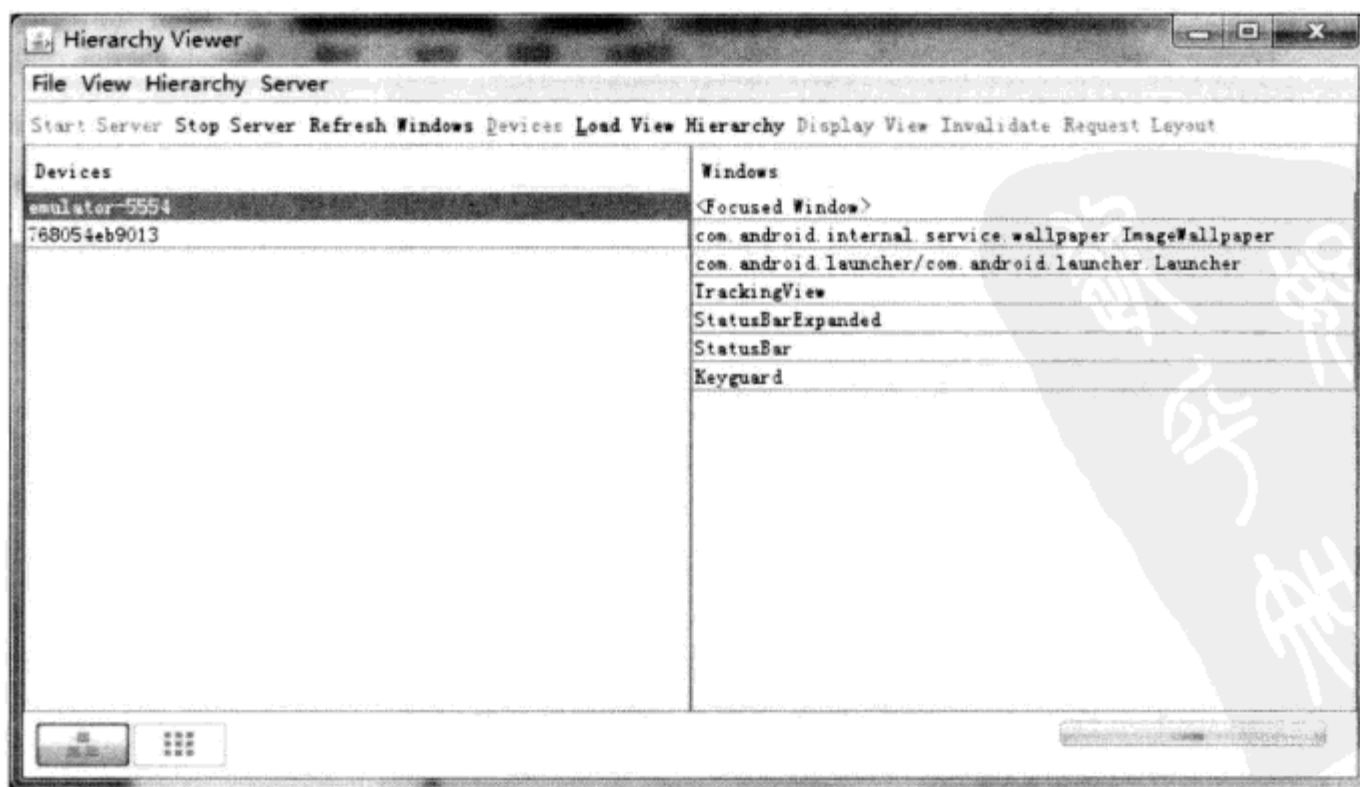 Hierarchy Viewer
File View Hierarchy Server
Start Server Stop Server Refresh Windows Devices Load View Hierarchy Display View Invalidate Request Layout
Devices
emulator-5554
768054eb9013
Windows
<Focused Window>
com.android.internal.service.wallpaper.ImageWallpaper
com.android.launcher/com.android.launcher.Launcher
TrackingView
StatusBarExpanded
StatusBar
Keyguard